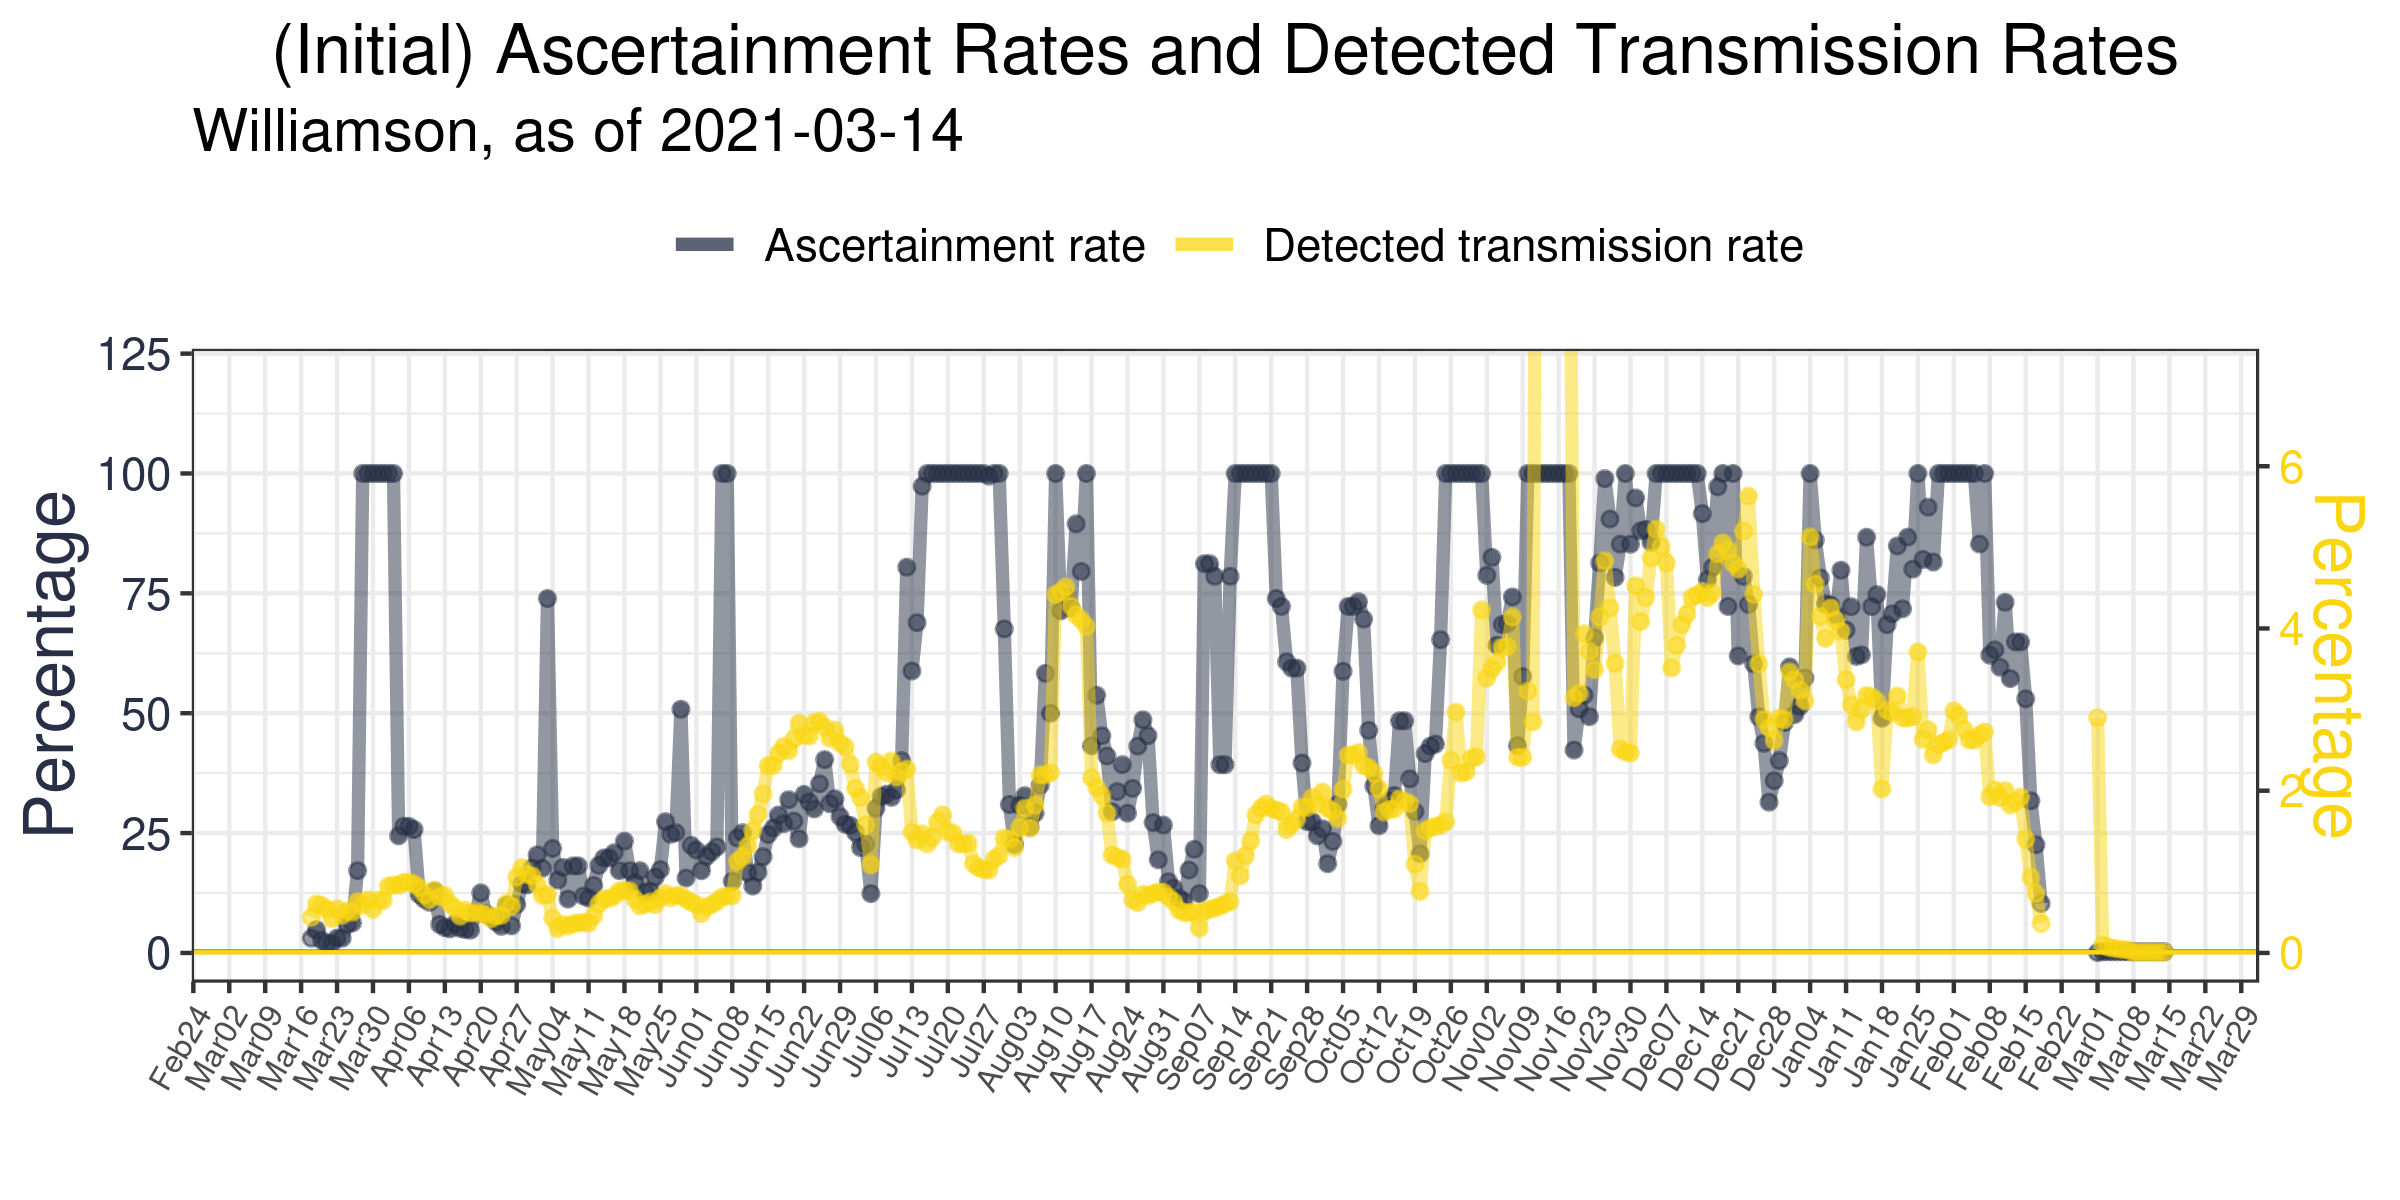 (Initial) Ascertainment Rates and Detected Transmission Rates
Williamson, as of 2021-03-14
Ascertainment rate
Detected transmission rate
Percentage
125
100
75
50
25
0
6
4
2
0
Percentage
Feb24
Mar02
Mar09
Mar16
Mar23
Mar30
Apr06
Apr13
Apr20
Apr27
May04
May11
May18
May25
Jun01
Jun08
Jun15
Jun22
Jun29
Jul06
Jul13
Jul20
Jul27
Aug03
Aug10
Aug17
Aug24
Aug31
Sep07
Sep14
Sep21
Sep28
Oct05
Oct12
Oct19
Oct26
Nov02
Nov09
Nov16
Nov23
Nov30
Dec07
Dec14
Dec21
Dec28
Jan04
Jan11
Jan18
Jan25
Feb01
Feb08
Feb15
Feb22
Mar01
Mar08
Mar15
Mar22
Mar29